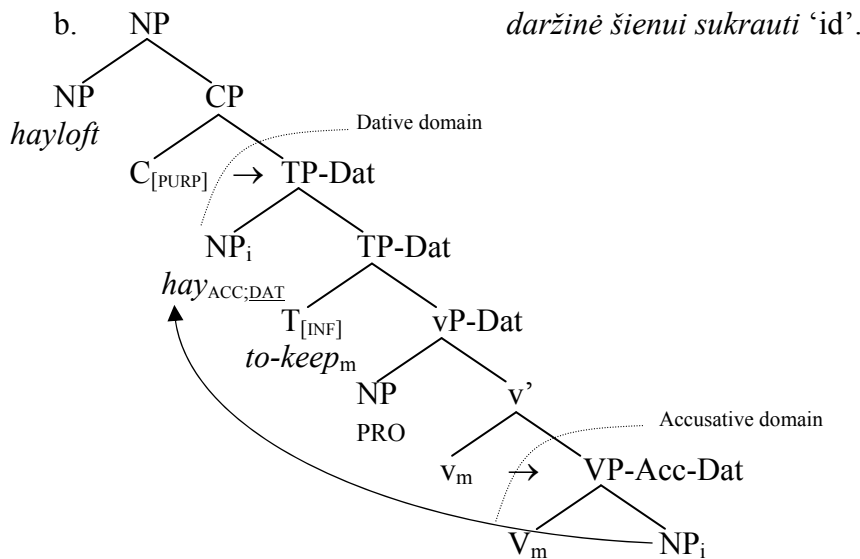 b. NP daržinė šienui sukrauti ‘id’.
NP CP
hayloft
Dative domain
C[PURP] → TP-Dat
NPi TP-Dat
hayACC;DAT
T[INF] vP-Dat
to-keepm
NP v’
PRO
Accusative domain
vm → VP-Acc-Dat
Vm NPi